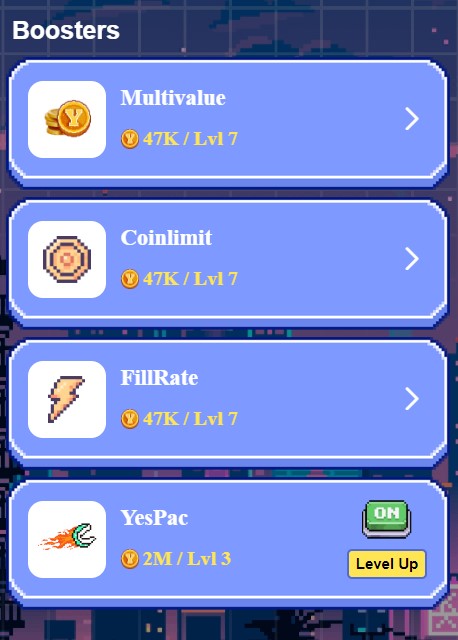 Boosters
Multivalue
47K / Lvl 7
Coinlimit
47K / Lvl 7
FillRate
47K / Lvl 7
YesPac
ON
2M / Lvl 3
Level Up